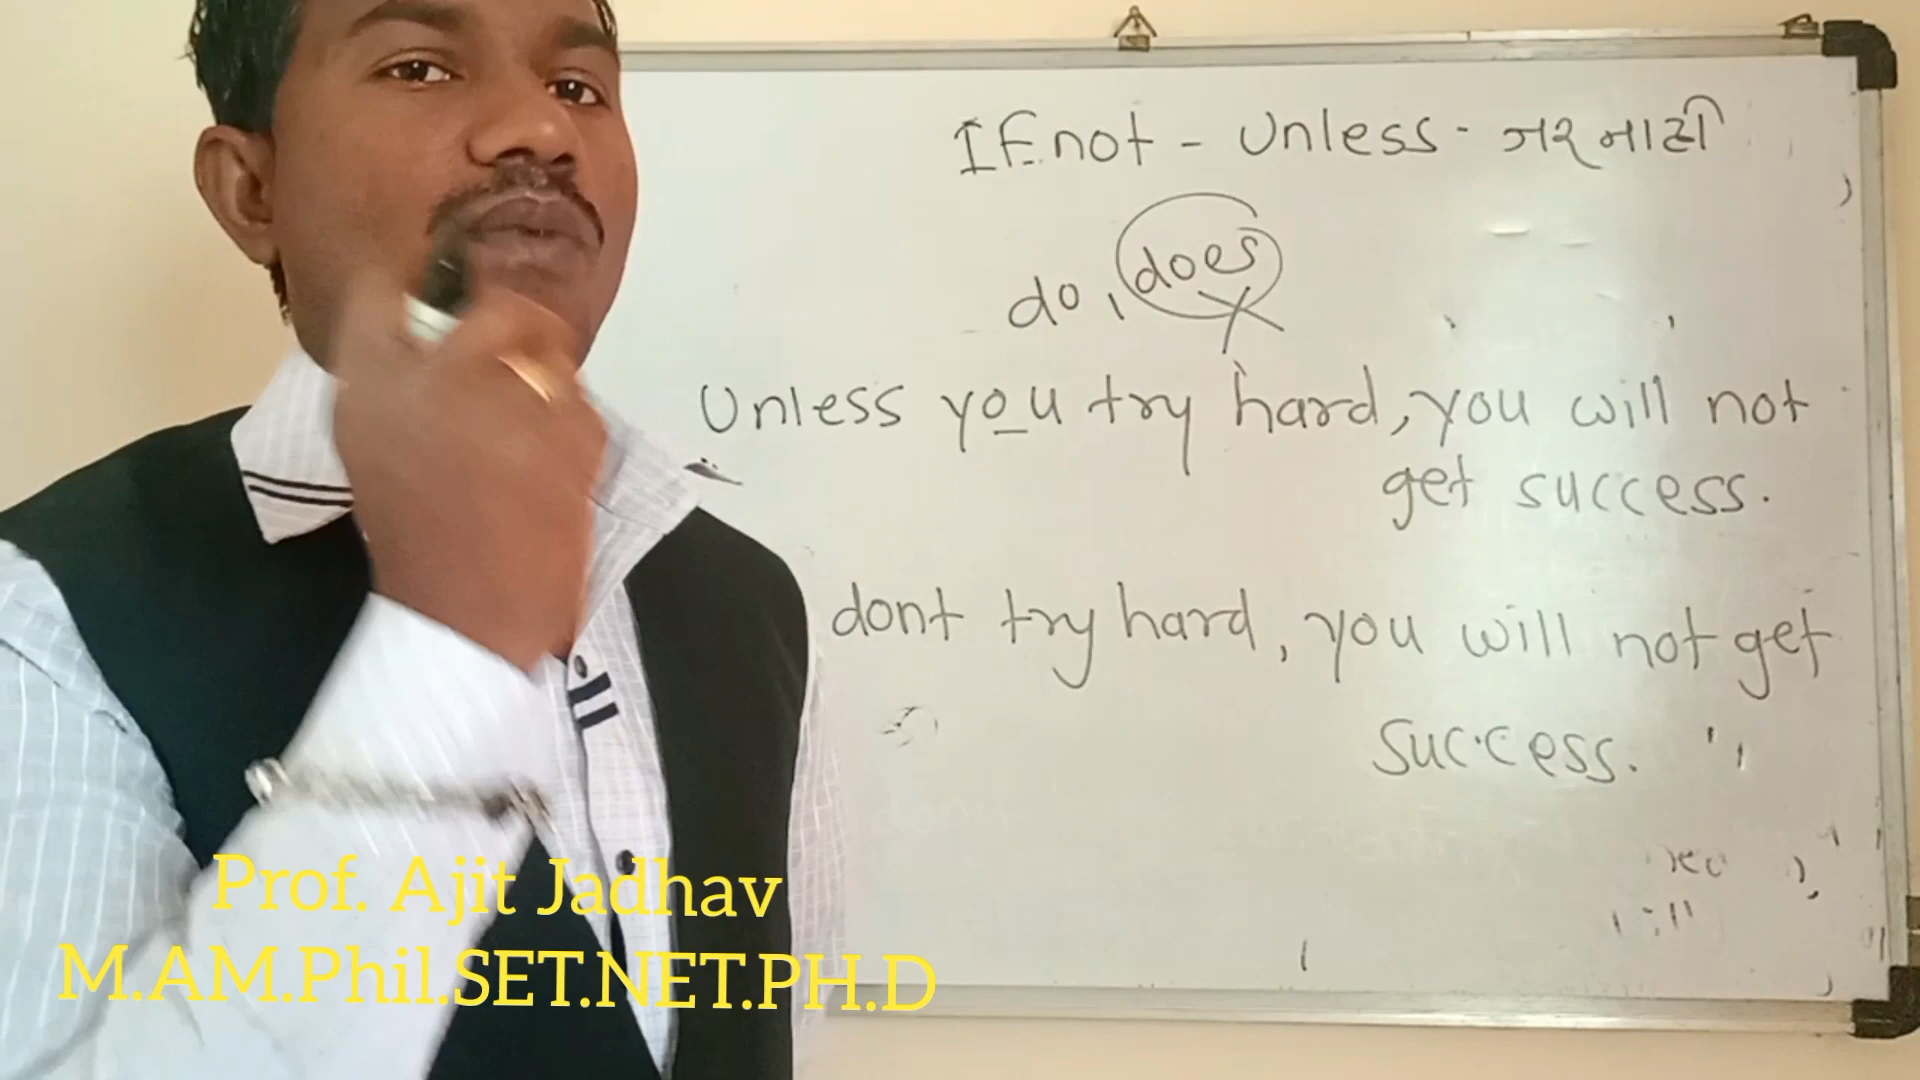 IF not - Unless - जर नाही
do, does
Unless you try hard, you will not
get success.
dont try hard, you will not get
success.
Prof. Ajit Jadhav
M.AM.Phil.SET.NET.PH.D